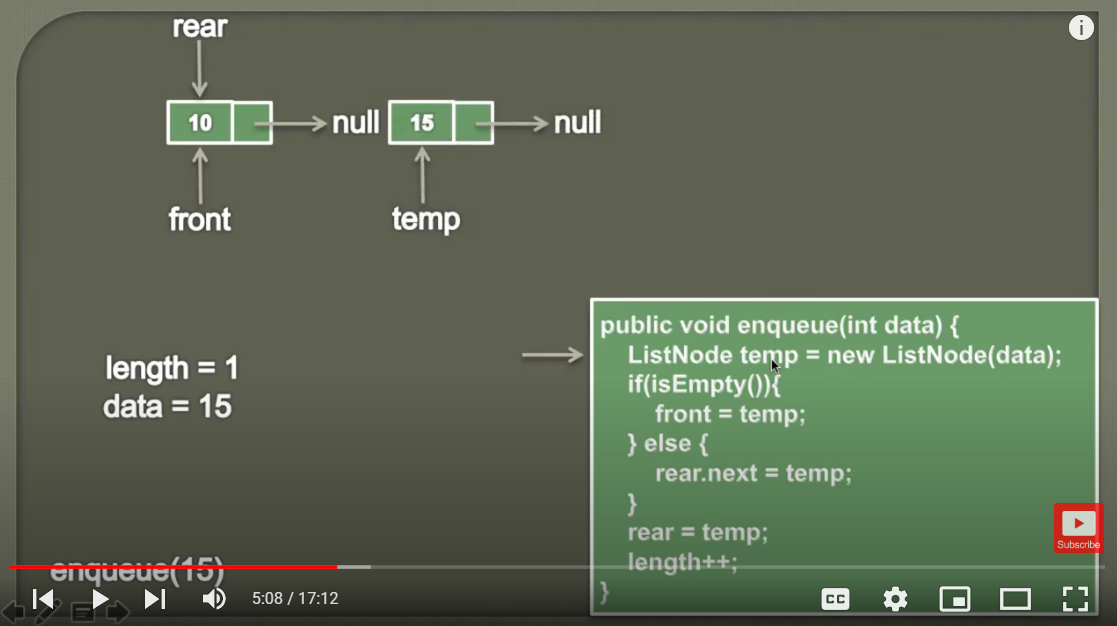 rear
10 null 15 null
front temp
length = 1
data = 15
public void enqueue(int data) {
ListNode temp = new ListNode(data);
if(isEmpty()){
front = temp;
} else {
rear.next = temp;
}
rear = temp;
length++;
}
enqueue(15)
Subscribe
5:08 / 17:12
CC
i